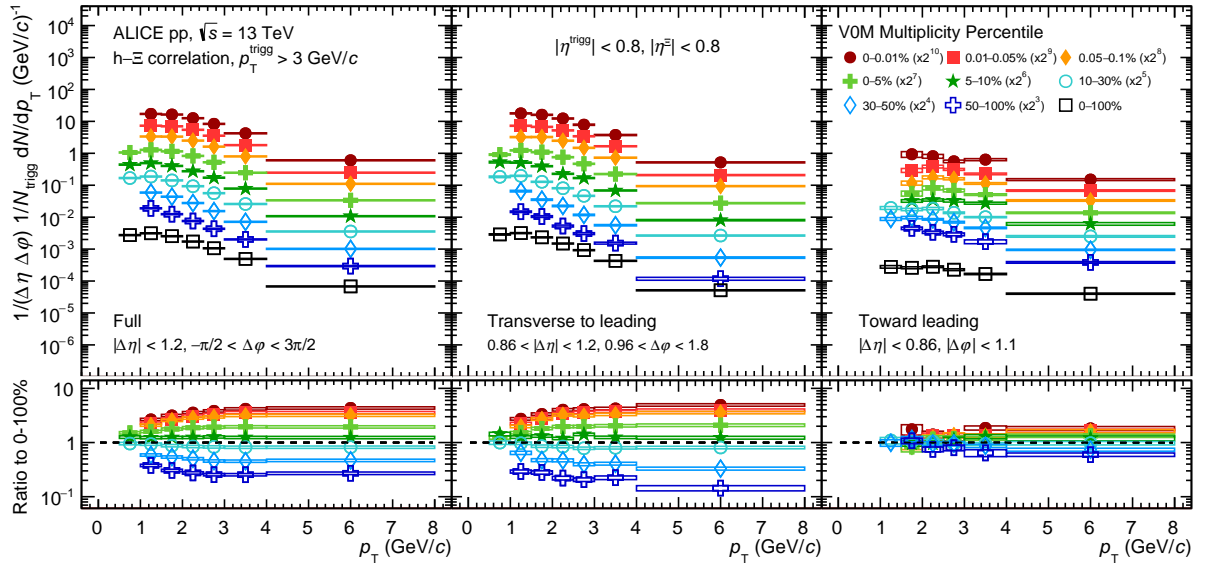 1/(Δη Δφ) 1/N_trigg dN/dp_T (GeV/c)^-1
10^4
10^3
10^2
10
1
10^-1
10^-2
10^-3
10^-4
10^-5
10^-6
ALICE pp, √s = 13 TeV
h–Ξ correlation, p_T^trigg > 3 GeV/c
Full
|Δη| < 1.2, −π/2 < Δφ < 3π/2
|η^trigg| < 0.8, |η^Ξ| < 0.8
Transverse to leading
0.86 < |Δη| < 1.2, 0.96 < Δφ < 1.8
V0M Multiplicity Percentile
0–0.01% (x2^10) 0.01–0.05% (x2^9) 0.05–0.1% (x2^8)
0–5% (x2^7) 5–10% (x2^6) 10–30% (x2^5)
30–50% (x2^4) 50–100% (x2^3) 0–100%
Toward leading
|Δη| < 0.86, |Δφ| < 1.1
Ratio to 0-100%
10
1
10^-1
0 1 2 3 4 5 6 7 8
p_T (GeV/c)
0 1 2 3 4 5 6 7 8
p_T (GeV/c)
0 1 2 3 4 5 6 7 8
p_T (GeV/c)